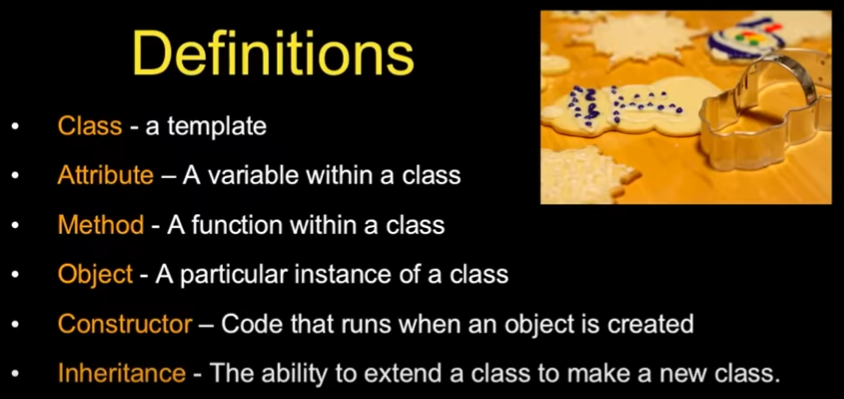 Definitions
• Class - a template
• Attribute – A variable within a class
• Method - A function within a class
• Object - A particular instance of a class
• Constructor – Code that runs when an object is created
• Inheritance - The ability to extend a class to make a new class.